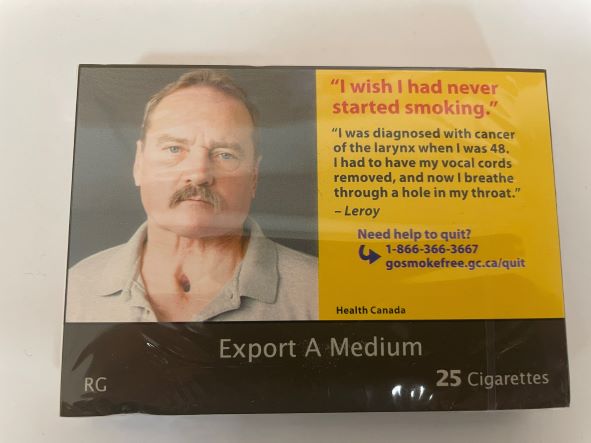 "I wish I had never
started smoking."
"I was diagnosed with cancer
of the larynx when I was 48.
I had to have my vocal cords
removed, and now I breathe
through a hole in my throat."
– Leroy
Need help to quit?
1-866-366-3667
gosmokefree.gc.ca/quit
Health Canada
Export A Medium
RG
25 Cigarettes